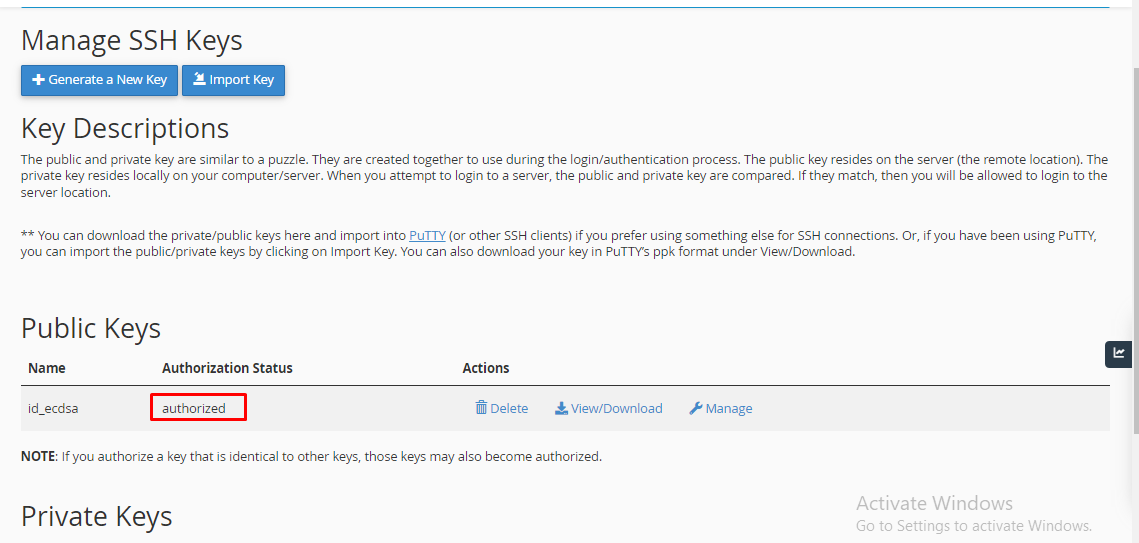 Manage SSH Keys
Generate a New Key
Import Key
Key Descriptions
The public and private key are similar to a puzzle. They are created together to use during the login/authentication process. The public key resides on the server (the remote location). The
private key resides locally on your computer/server. When you attempt to login to a server, the public and private key are compared. If they match, then you will be allowed to login to the
server location.
** You can download the private/public keys here and import into PuTTY (or other SSH clients) if you prefer using something else for SSH connections. Or, if you have been using PuTTY,
you can import the public/private keys by clicking on Import Key. You can also download your key in PuTTY’s ppk format under View/Download.
Public Keys
Name Authorization Status Actions
id_ecdsa authorized Delete View/Download Manage
NOTE: If you authorize a key that is identical to other keys, those keys may also become authorized.
Private Keys
Activate Windows
Go to Settings to activate Windows.